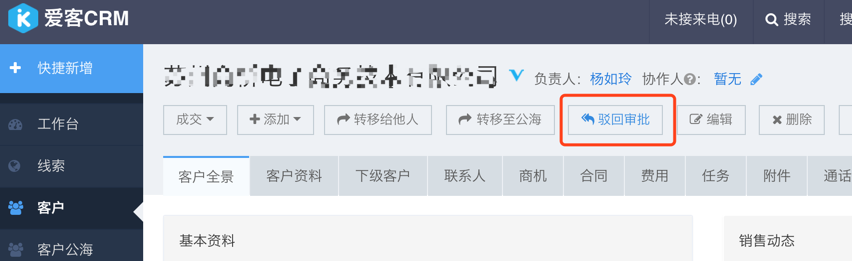 爱客CRM
未接来电(0) 搜索 搜
快捷新增
负责人: 杨如玲 协作人?: 暂无
成交 添加 转移给他人 转移至公海 驳回审批 编辑 删除
工作台
线索
客户
客户公海
客户全景 客户资料 下级客户 联系人 商机 合同 费用 任务 附件 通话
基本资料
销售动态